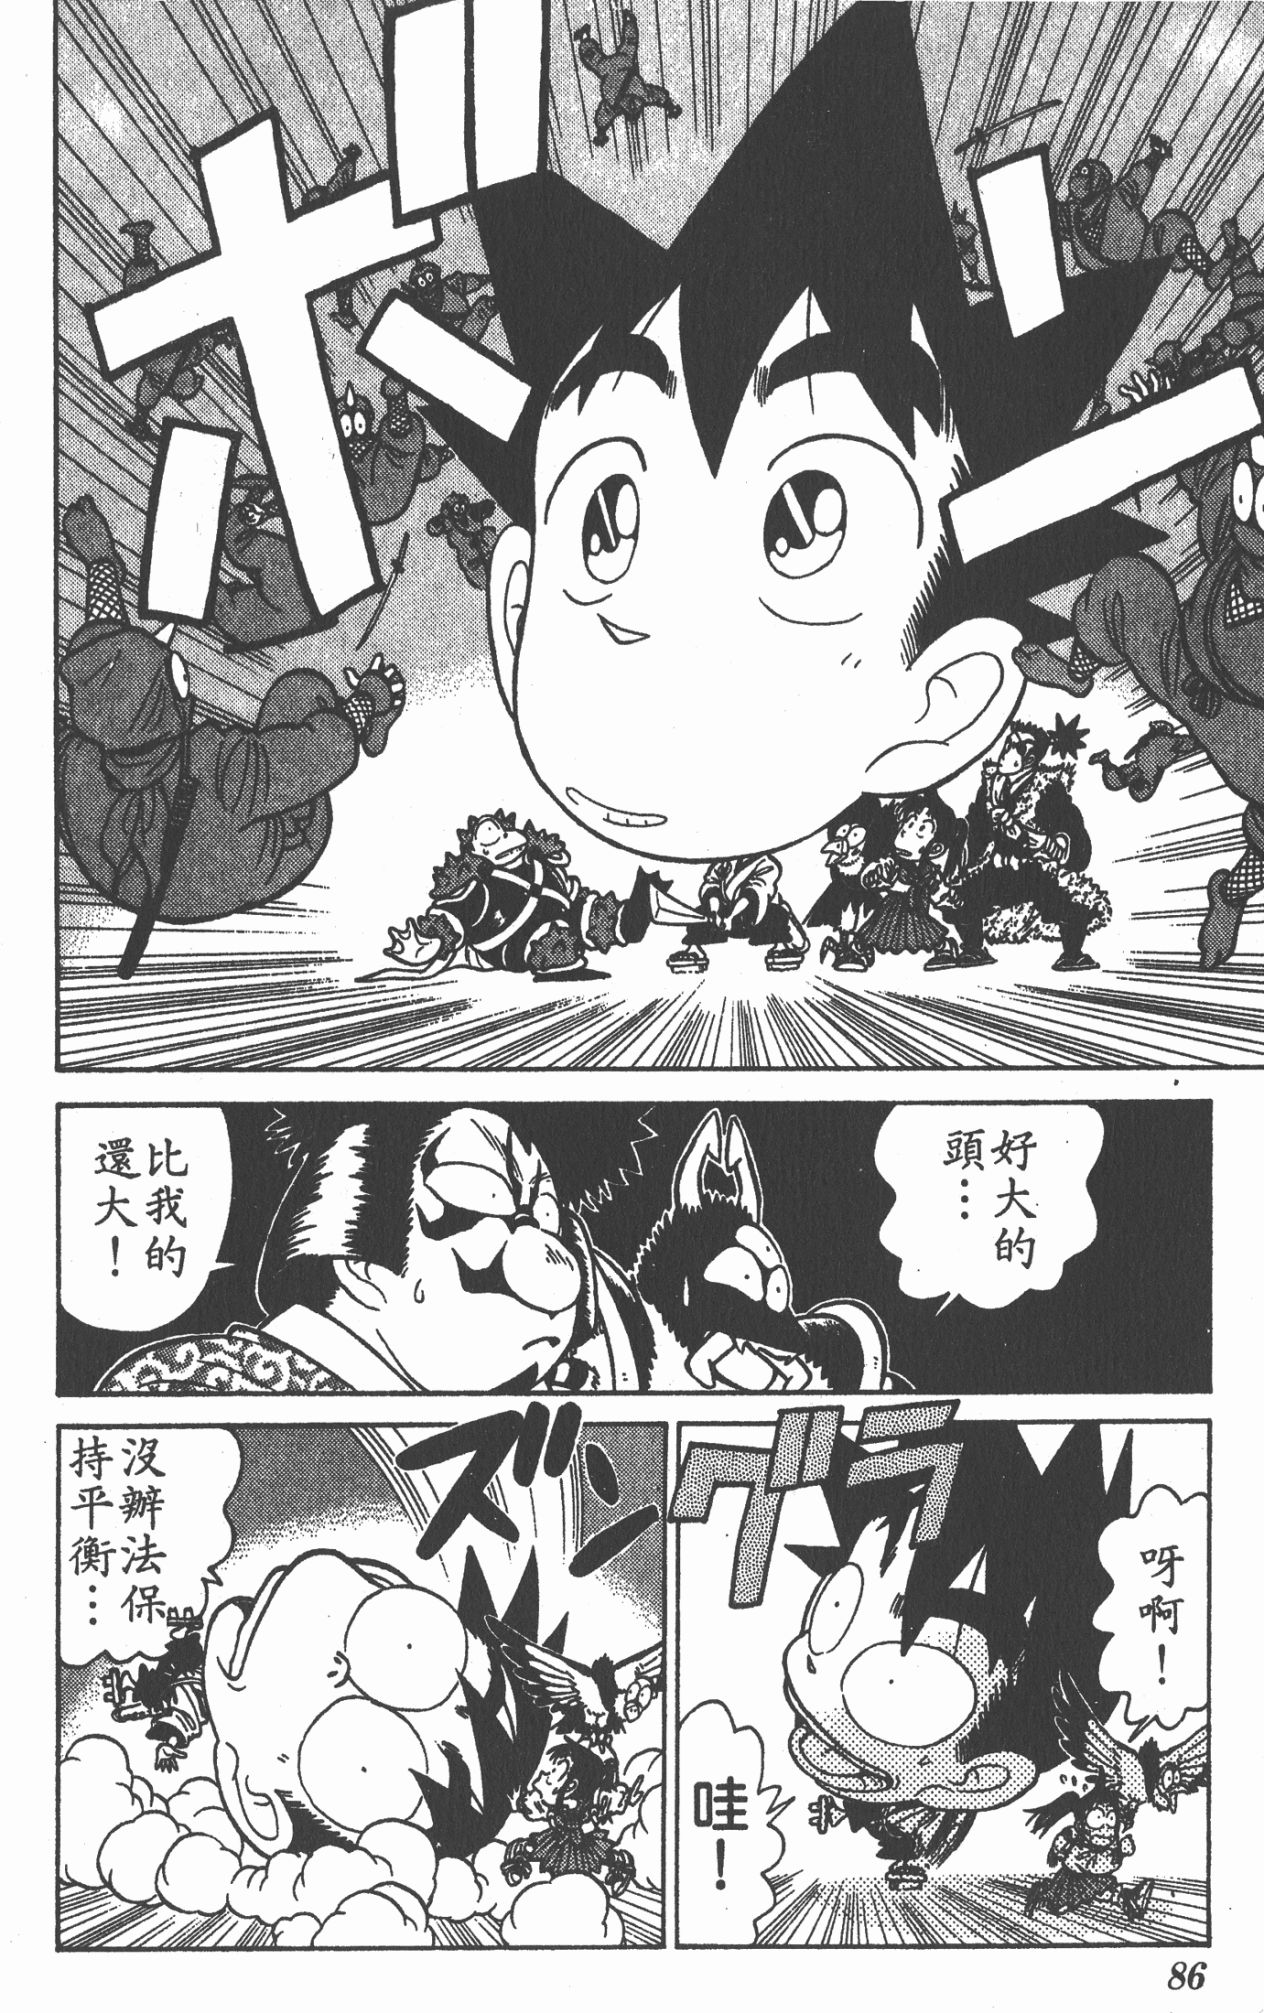 ボーン
好大的
頭…
比我的
還大！
グラ
呀啊！
哇！
ズン
沒辦法保
持平衡…
86